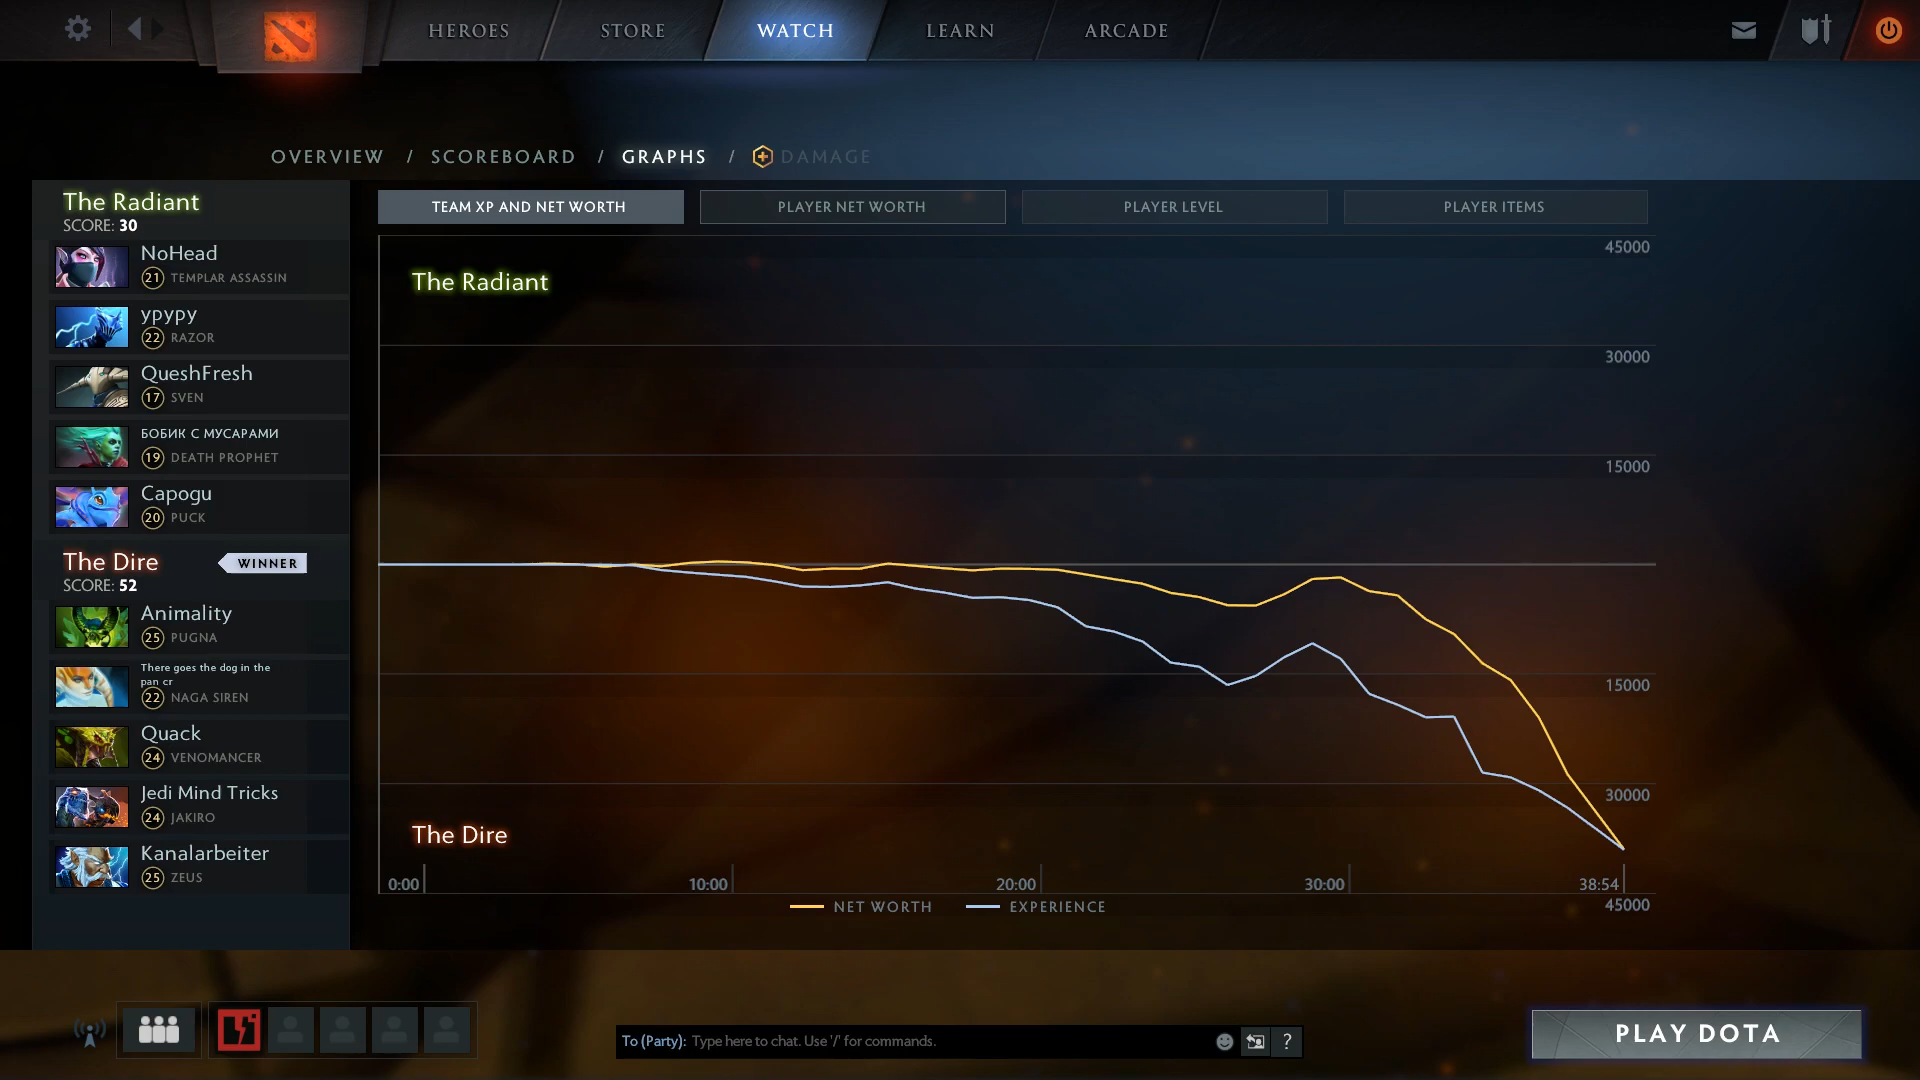 HEROES
STORE
WATCH
LEARN
ARCADE
OVERVIEW / SCOREBOARD / GRAPHS / DAMAGE
The Radiant
SCORE: 30
NoHead
21 TEMPLAR ASSASSIN
ypypy
22 RAZOR
QueshFresh
17 SVEN
БОБИК С МУСАРАМИ
19 DEATH PROPHET
Capogu
20 PUCK
The Dire
WINNER
SCORE: 52
Animality
25 PUGNA
There goes the dog in the
pan cr
22 NAGA SIREN
Quack
24 VENOMANCER
Jedi Mind Tricks
24 JAKIRO
Kanalarbeiter
25 ZEUS
TEAM XP AND NET WORTH
PLAYER NET WORTH
PLAYER LEVEL
PLAYER ITEMS
The Radiant
45000
30000
15000
15000
30000
The Dire
0:00
10:00
20:00
30:00
38:54
45000
NET WORTH
EXPERIENCE
To (Party): Type here to chat. Use '/' for commands.
?
PLAY DOTA